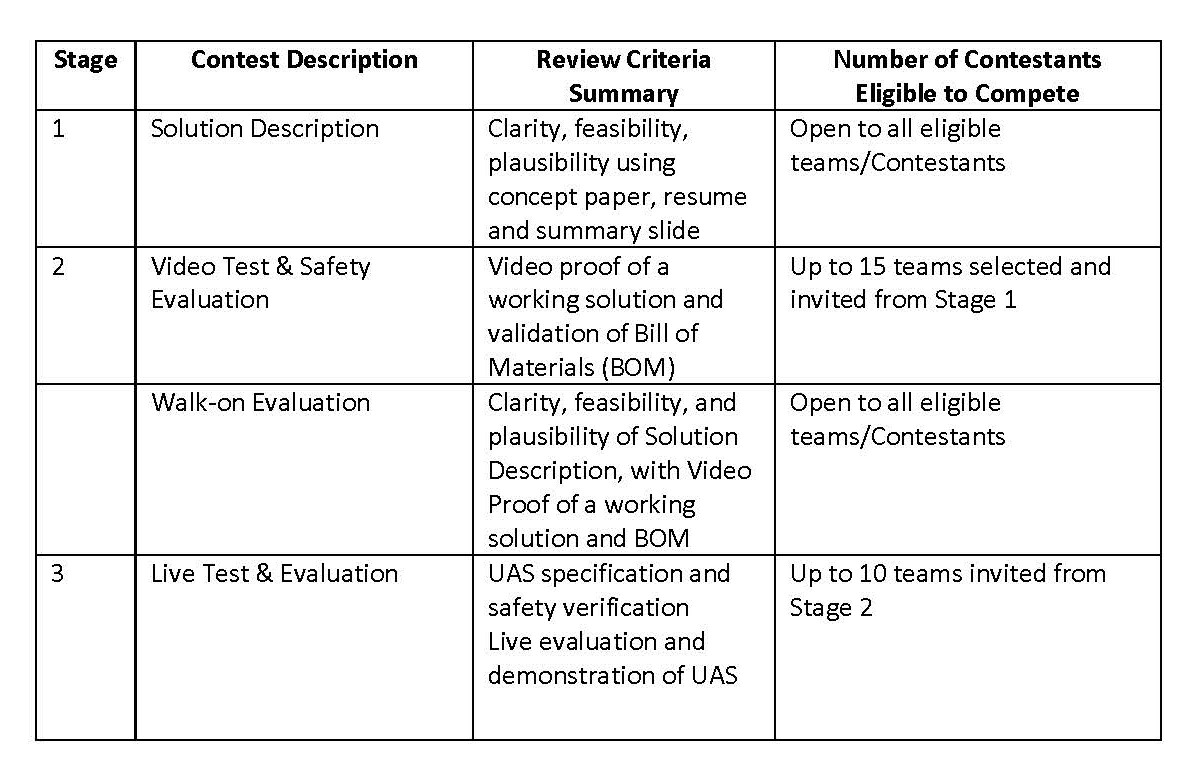 Stage
Contest Description
Review Criteria
Summary
Number of Contestants
Eligible to Compete
1
Solution Description
Clarity, feasibility,
plausibility using
concept paper, resume
and summary slide
Open to all eligible
teams/Contestants
2
Video Test & Safety
Evaluation
Video proof of a
working solution and
validation of Bill of
Materials (BOM)
Up to 15 teams selected and
invited from Stage 1
Walk-on Evaluation
Clarity, feasibility, and
plausibility of Solution
Description, with Video
Proof of a working
solution and BOM
Open to all eligible
teams/Contestants
3
Live Test & Evaluation
UAS specification and
safety verification
Live evaluation and
demonstration of UAS
Up to 10 teams invited from
Stage 2